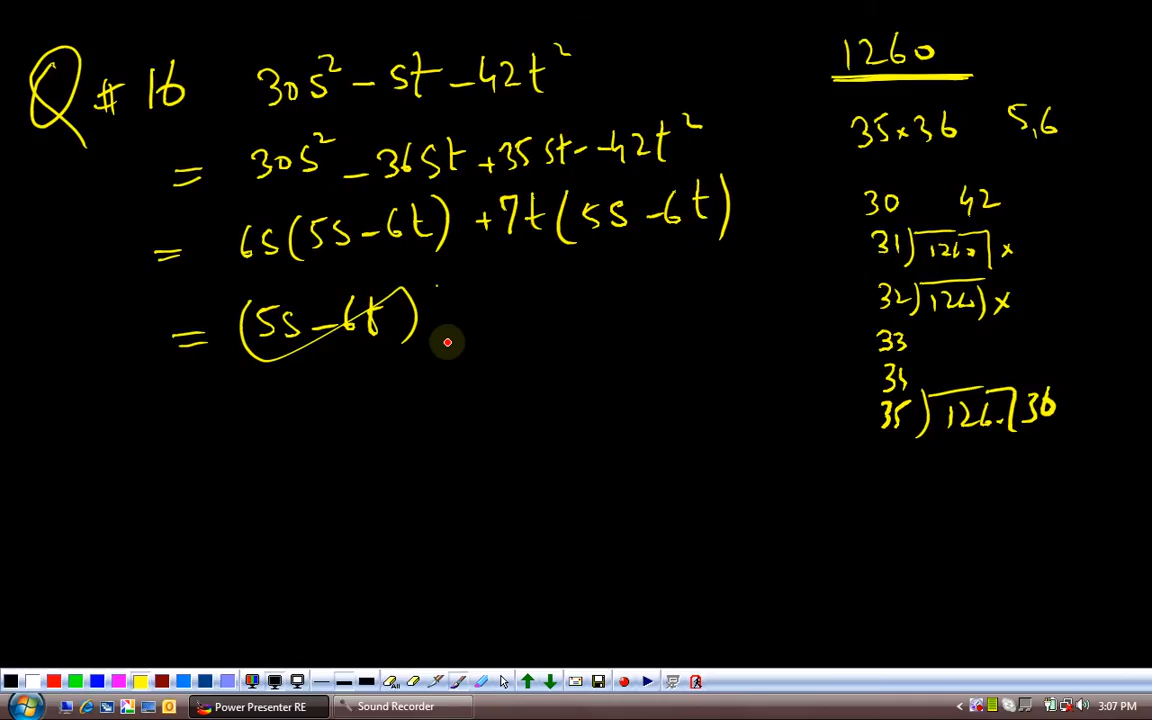 Q # 16 30s² - st - 42t²
= 30s² - 36st + 35st - 42t²
= 6s(5s - 6t) + 7t(5s - 6t)
= (5s - 6t)
1260
35 × 36 5,6
30 42
31)1260 ×
32)1260 ×
33
34
35)1260 36
Power Presenter RE
Sound Recorder
3:07 PM